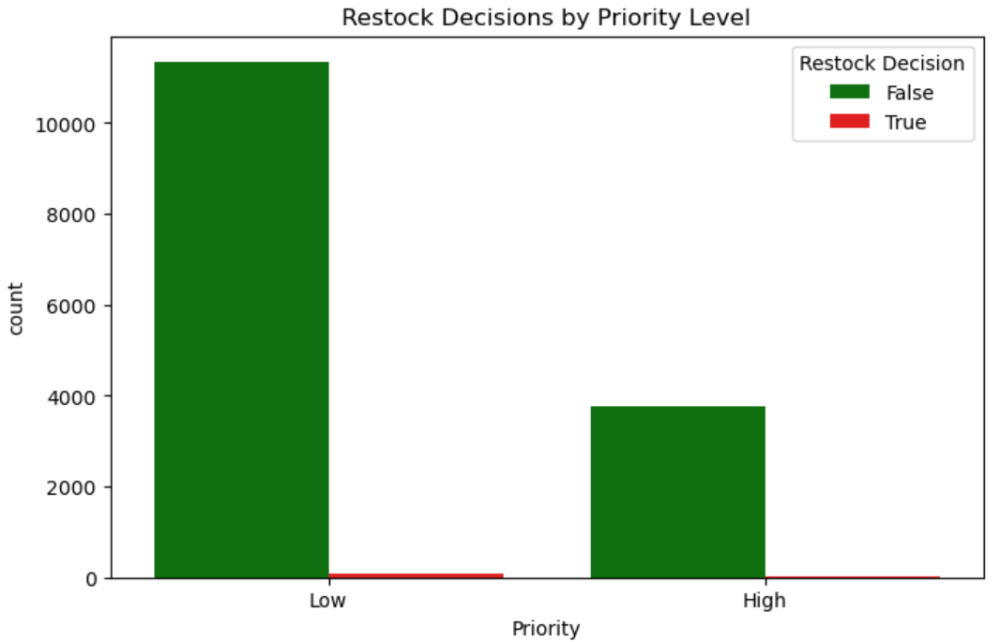 Restock Decisions by Priority Level
Restock Decision
False
True
10000
8000
6000
4000
2000
0
count
Low
High
Priority